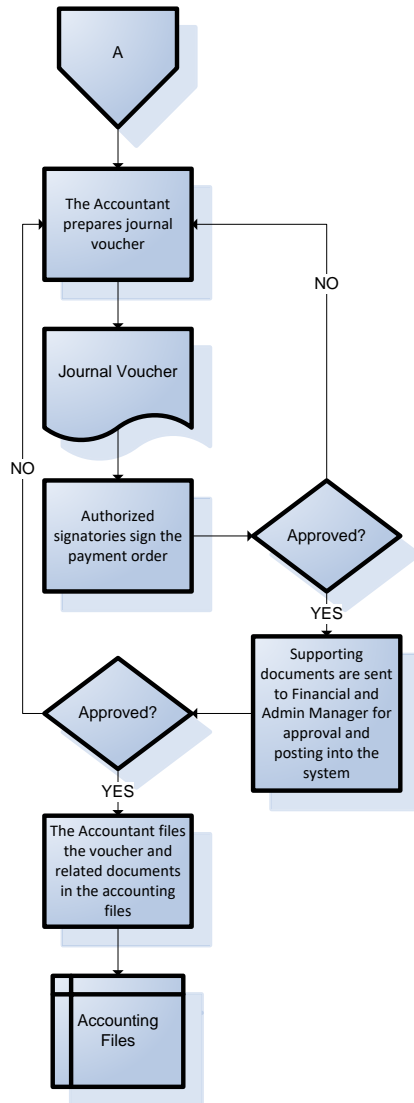 A
The Accountant
prepares journal
voucher
NO
Journal Voucher
NO
Authorized
signatories sign the
payment order
Approved?
YES
Supporting
documents are sent
to Financial and
Admin Manager for
approval and
posting into the
system
Approved?
YES
The Accountant files
the voucher and
related documents
in the accounting
files
Accounting
Files